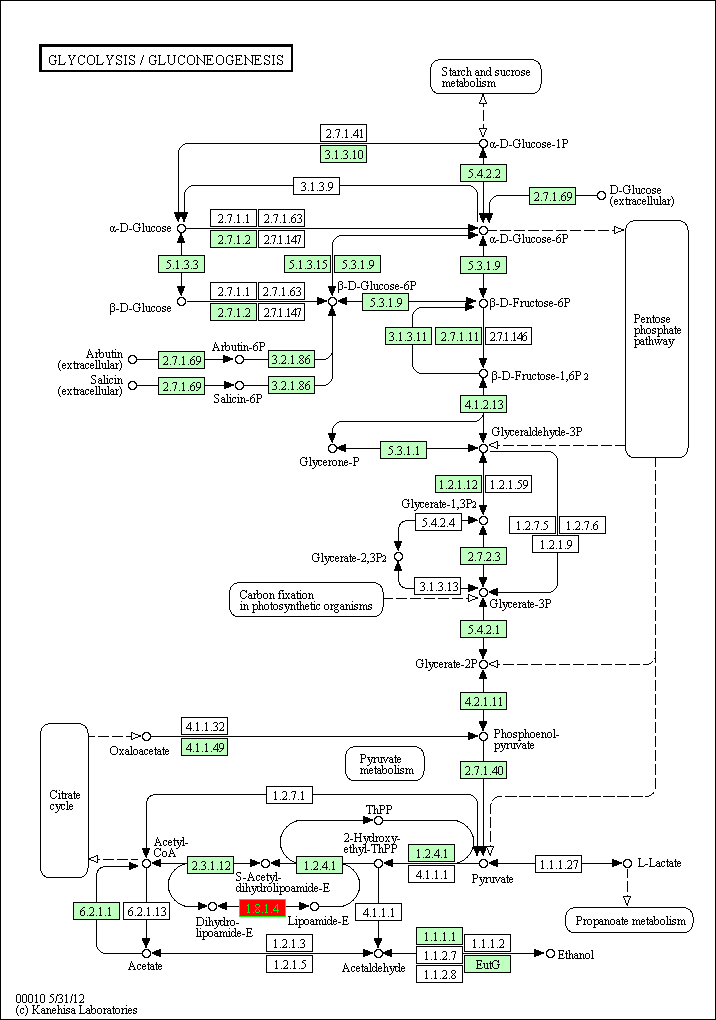 GLYCOLYSIS / GLUCONEOGENESIS
Starch and sucrose
metabolism
2.7.1.41
3.1.3.10
α-D-Glucose-1P
5.4.2.2
3.1.3.9
2.7.1.69
D-Glucose
(extracellular)
α-D-Glucose
2.7.1.1
2.7.1.63
2.7.1.2
2.7.1.147
α-D-Glucose-6P
5.1.3.3
5.1.3.15
5.3.1.9
5.3.1.9
β-D-Glucose
2.7.1.1
2.7.1.63
2.7.1.2
2.7.1.147
β-D-Glucose-6P
5.3.1.9
β-D-Fructose-6P
Pentose
phosphate
pathway
3.1.3.11
2.7.1.11
2.7.1.146
Arbutin
(extracellular)
2.7.1.69
Arbutin-6P
3.2.1.86
Salicin
(extracellular)
2.7.1.69
Salicin-6P
3.2.1.86
β-D-Fructose-1,6P2
4.1.2.13
Glyceraldehyde-3P
Glycerone-P
5.3.1.1
1.2.1.12
1.2.1.59
Glycerate-1,3P2
5.4.2.4
1.2.7.5
1.2.7.6
1.2.1.9
Glycerate-2,3P2
2.7.2.3
3.1.3.13
Carbon fixation
in photosynthetic organisms
Glycerate-3P
5.4.2.1
Glycerate-2P
4.2.1.11
4.1.1.32
Oxaloacetate
4.1.1.49
Phosphoenol-
pyruvate
Pyruvate
metabolism
2.7.1.40
Citrate
cycle
1.2.7.1
ThPP
Acetyl-
CoA
2-Hydroxy-
ethyl-ThPP
2.3.1.12
1.2.4.1
1.2.4.1
4.1.1.1
S-Acetyl-
dihydrolipoamide-E
Pyruvate
1.1.1.27
L-Lactate
6.2.1.1
6.2.1.13
1.8.1.4
Dihydro-
lipoamide-E
Lipoamide-E
4.1.1.1
Propanoate metabolism
Acetate
1.2.1.3
1.2.1.5
Acetaldehyde
1.1.1.1
1.1.1.2
1.1.2.7
EutG
1.1.2.8
Ethanol
00010 5/31/12
(c) Kanehisa Laboratories